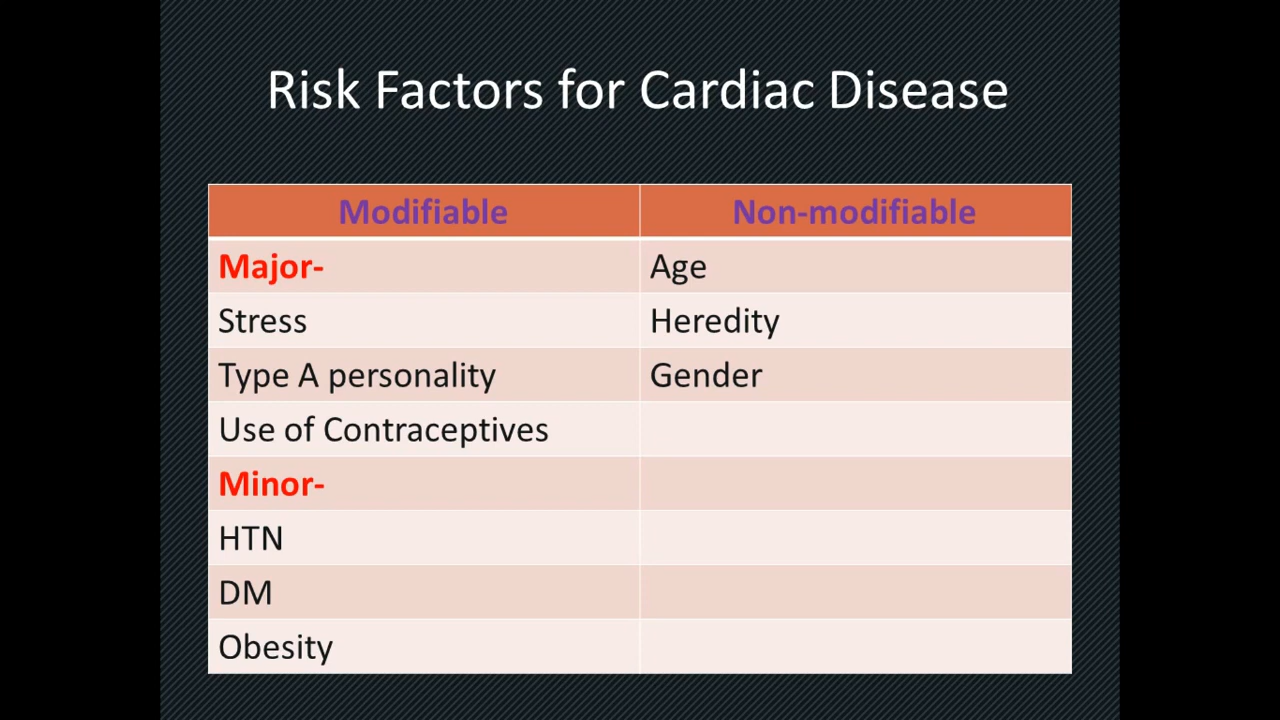 Risk Factors for Cardiac Disease
Modifiable Non-modifiable
Major- Age
Stress Heredity
Type A personality Gender
Use of Contraceptives
Minor-
HTN
DM
Obesity